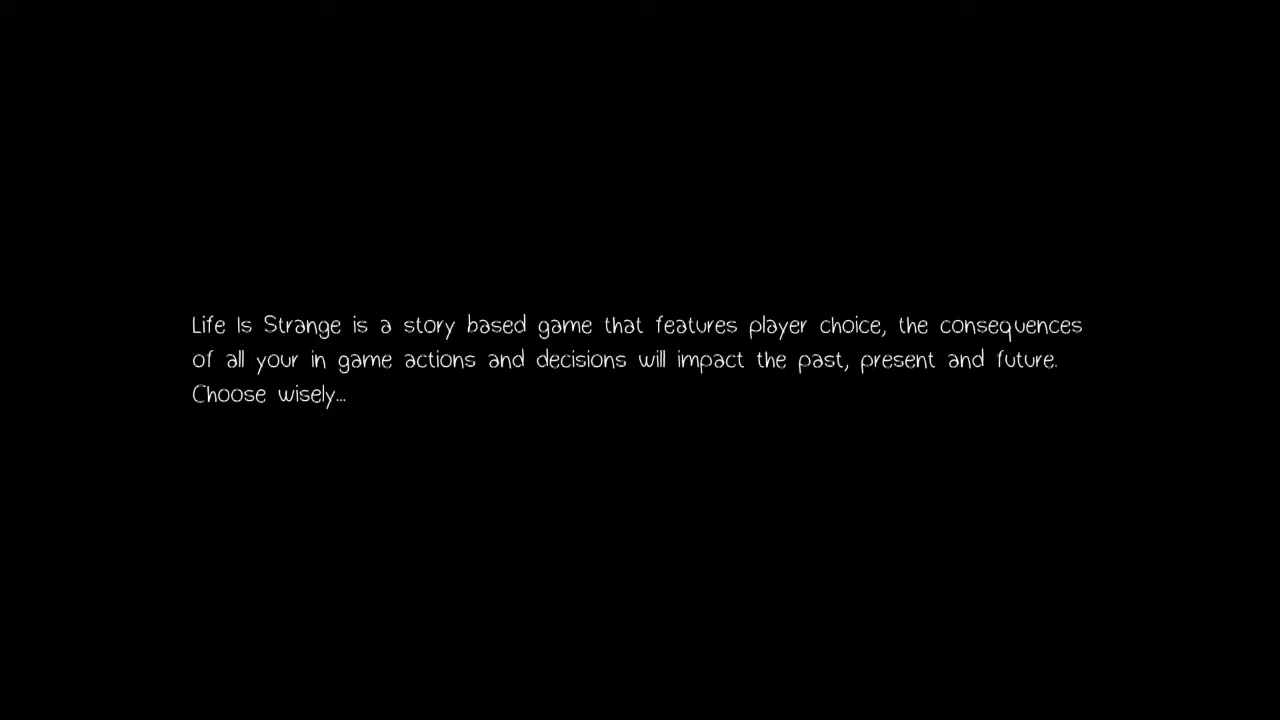 Life Is Strange is a story based game that features player choice, the consequences
of all your in game actions and decisions will impact the past, present and future.
Choose wisely...